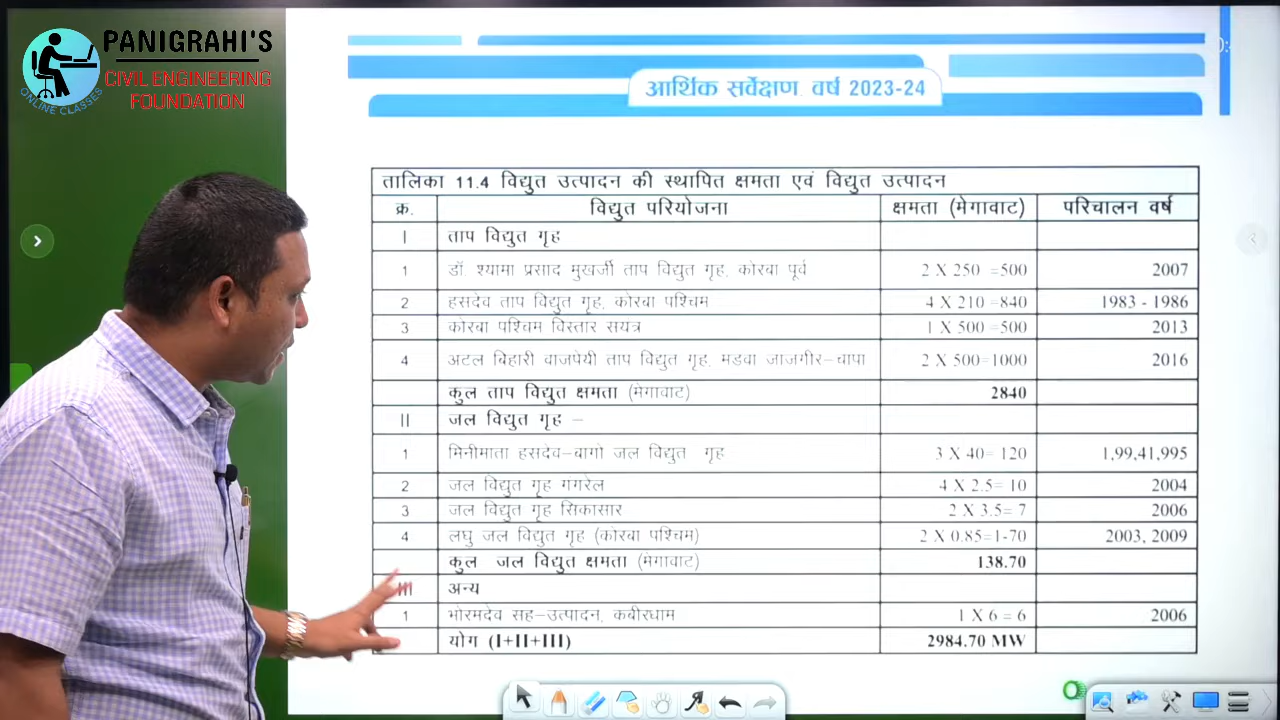 PANIGRAHI'S
CIVIL ENGINEERING
FOUNDATION
ONLINE CLASSES
आर्थिक सर्वेक्षण वर्ष 2023-24
तालिका 11.4 विद्युत उत्पादन की स्थापित क्षमता एवं विद्युत उत्पादन
क्र. विद्युत परियोजना क्षमता (मेगावाट) परिचालन वर्ष
I ताप विद्युत गृह
1 डॉ. श्यामा प्रसाद मुखर्जी ताप विद्युत गृह, कोरबा पूर्व 2 X 250 =500 2007
2 हसदेव ताप विद्युत गृह, कोरबा पश्चिम 4 X 210 =840 1983 - 1986
3 कोरबा पश्चिम विस्तार सयत्र 1 X 500 =500 2013
4 अटल बिहारी वाजपेयी ताप विद्युत गृह, मडवा जाजगीर–चापा 2 X 500=1000 2016
कुल ताप विद्युत क्षमता (मेगावाट) 2840
II जल विद्युत गृह –
1 मिनीमाता हसदेव–बागो जल विद्युत गृह 3 X 40= 120 1,99,41,995
2 जल विद्युत गृह गगरेल 4 X 2.5= 10 2004
3 जल विद्युत गृह सिकासार 2 X 3.5= 7 2006
4 लघु जल विद्युत गृह (कोरबा पश्चिम) 2 X 0.85=1-70 2003, 2009
कुल जल विद्युत क्षमता (मेगावाट) 138.70
III अन्य
1 भोरमदेव सह–उत्पादन, कबीरधाम 1 X 6 = 6 2006
योग (I+II+III) 2984.70 MW